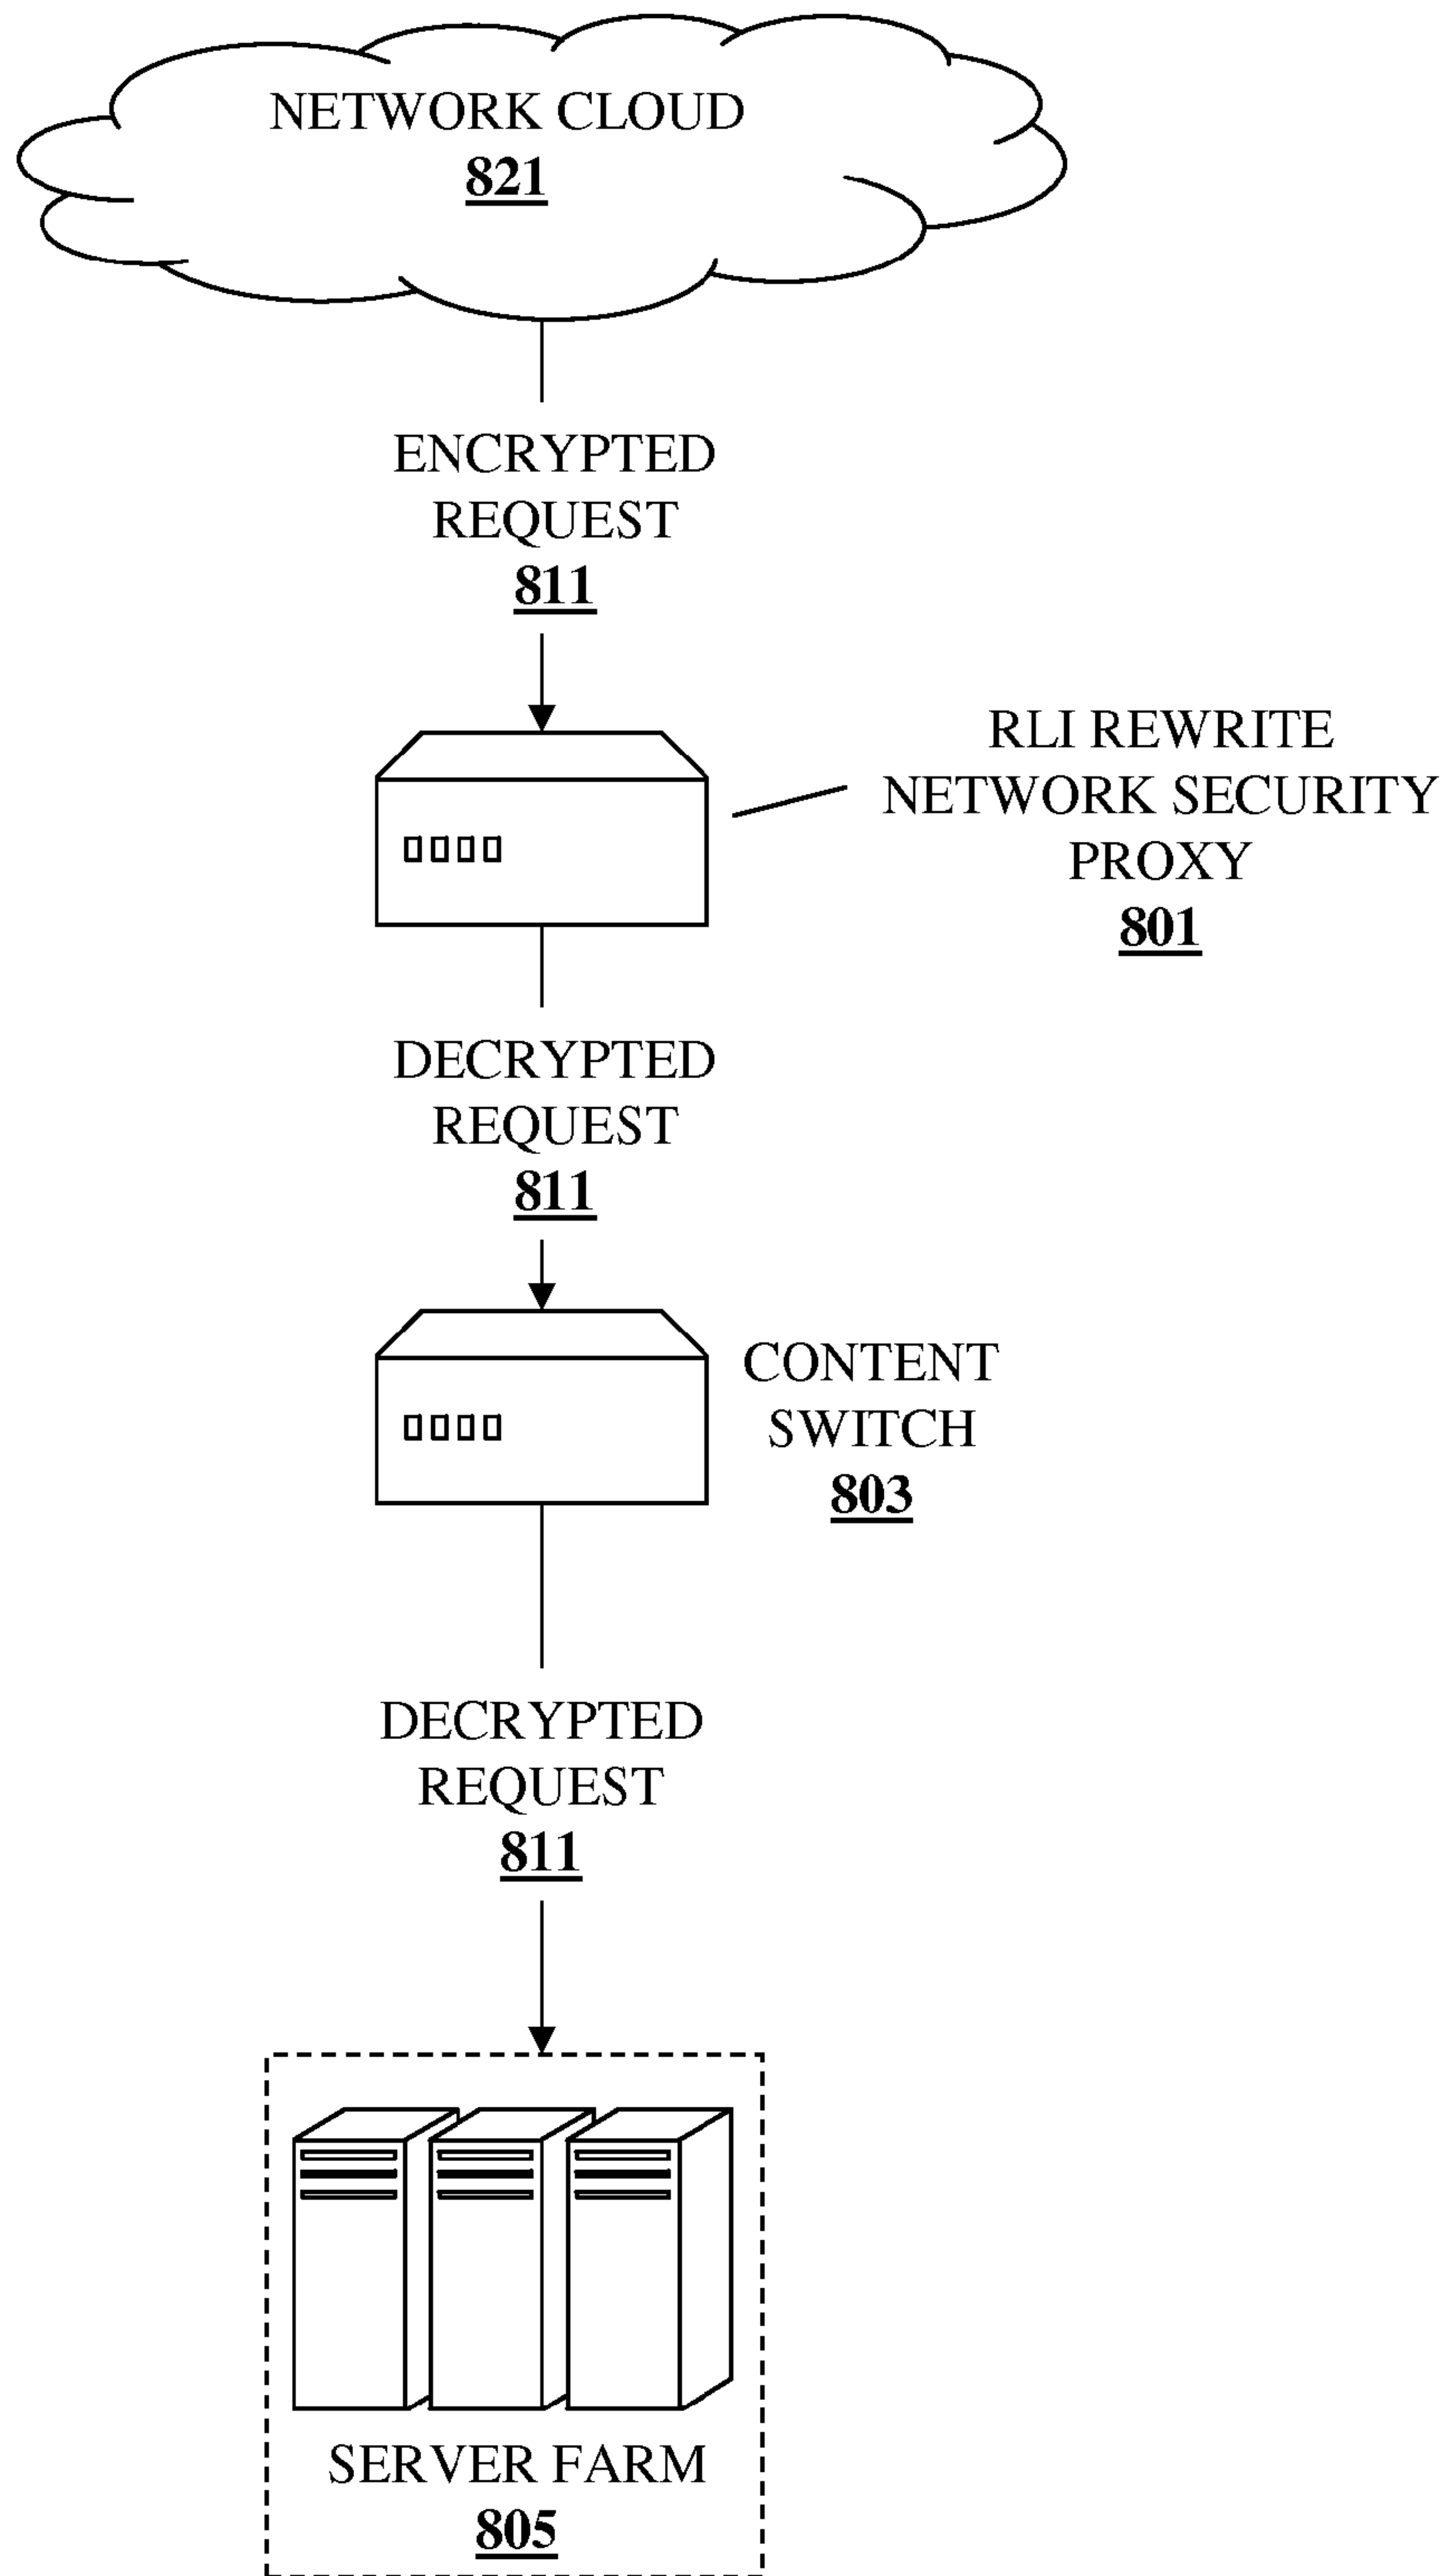 NETWORK CLOUD
821
ENCRYPTED
REQUEST
811
RLI REWRITE
NETWORK SECURITY
PROXY
801
DECRYPTED
REQUEST
811
CONTENT
SWITCH
803
DECRYPTED
REQUEST
811
SERVER FARM
805